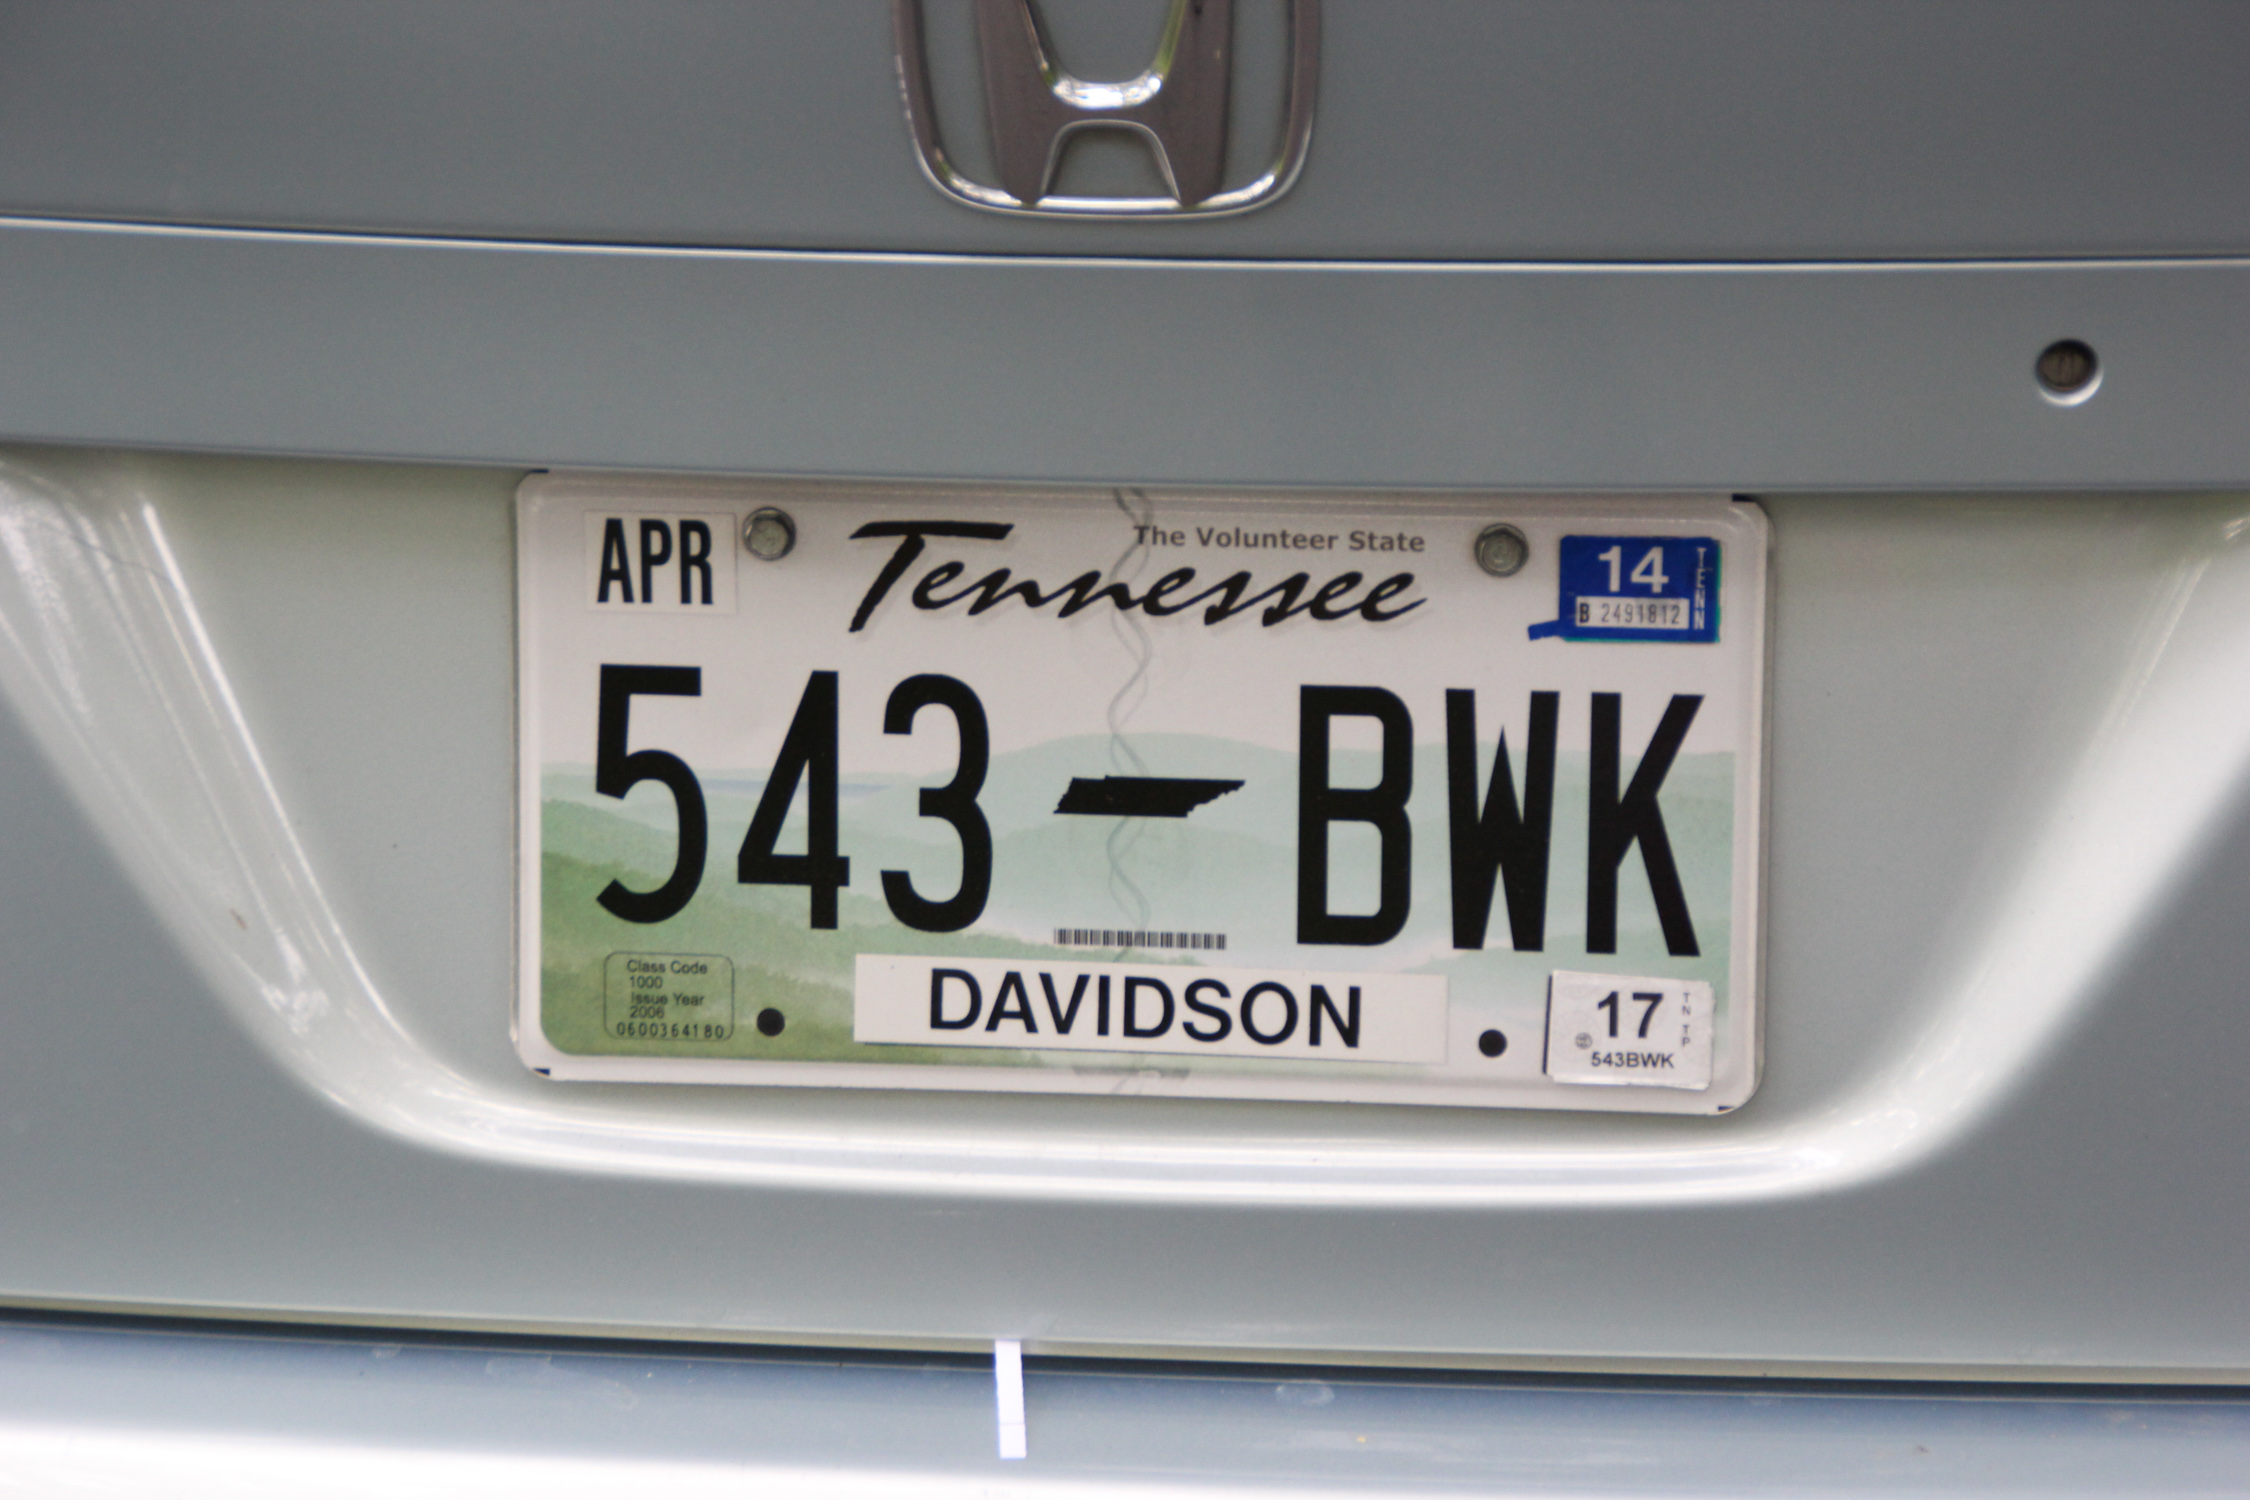 APR
The Volunteer State
Tennessee
14
TENN
B 2491812
543-BWK
Class Code
1000
Issue Year
2006
0600364180
DAVIDSON
17
TN TP
543BWK